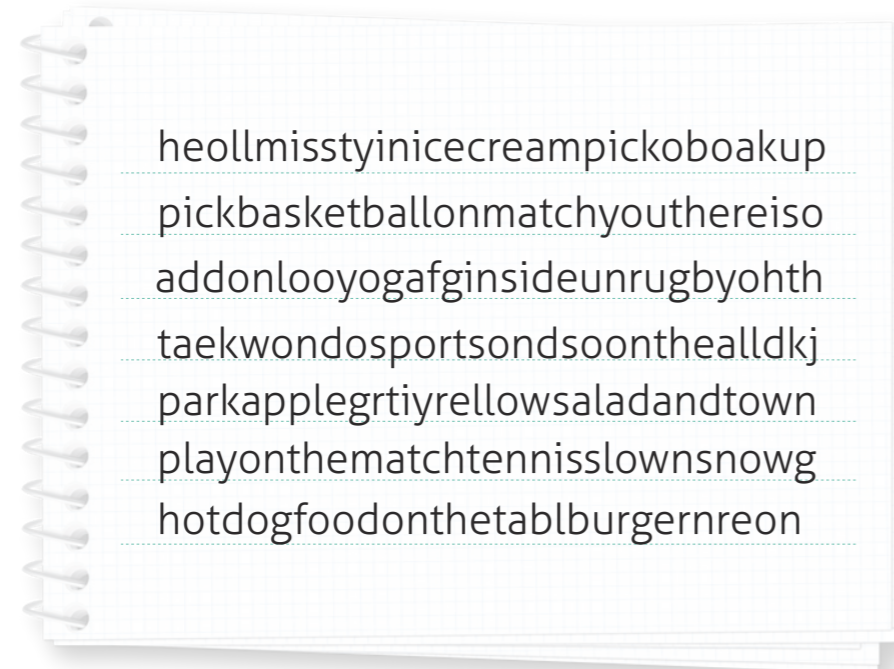 heollmisstyinicecreampickoboakup
pickbasketballonmatchyouthereiso
addonlooyogafginsideunrugbyohth
taekwondosportsondsoonthealldkj
parkapplegrtiyrellowsaladandtown
playonthematchtennisslownsnowg
hotdogfoodonthetablburgernreon